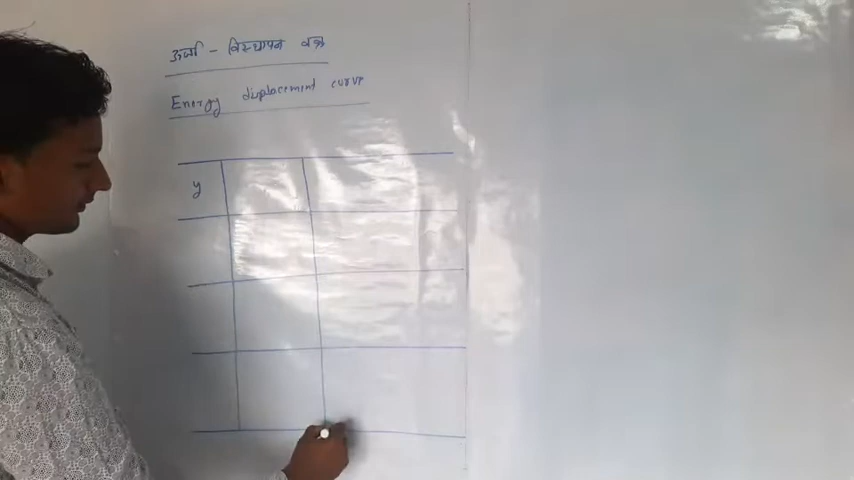 ऊर्जा - विस्थापन वक्र
Energy displacement curve
y